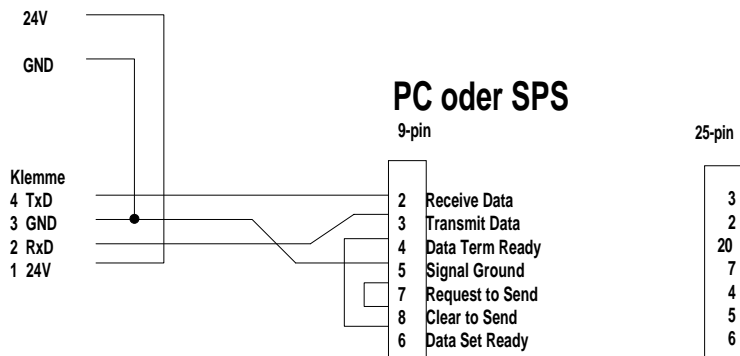 24V
GND
PC oder SPS
9-pin
25-pin
Klemme
4 TxD
3 GND
2 RxD
1 24V
2 Receive Data
3 Transmit Data
4 Data Term Ready
5 Signal Ground
7 Request to Send
8 Clear to Send
6 Data Set Ready
3
2
20
7
4
5
6